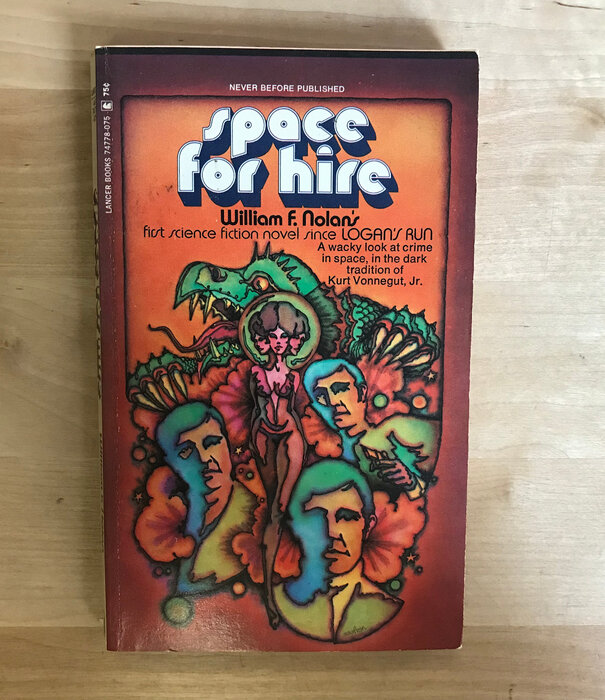 NEVER BEFORE PUBLISHED
space
for hire
William F. Nolan's
first science fiction novel since LOGAN'S RUN
A wacky look at crime
in space, in the dark
tradition of
Kurt Vonnegut, Jr.
LANCER BOOKS 74778-075 75¢